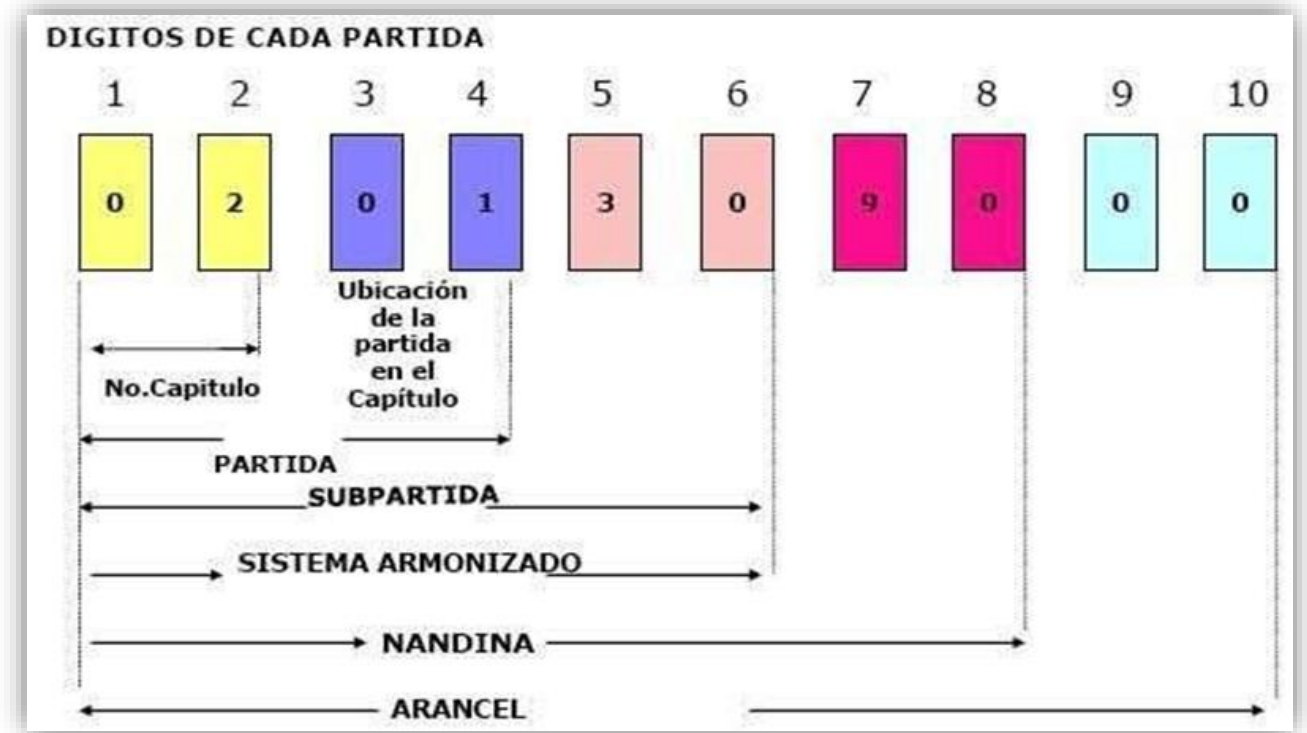 DIGITOS DE CADA PARTIDA
1 2 3 4 5 6 7 8 9 10
0 2 0 1 3 0 9 0 0 0
Ubicación
de la
partida
en el
Capítulo
No.Capitulo
PARTIDA
SUBPARTIDA
SISTEMA ARMONIZADO
NANDINA
ARANCEL